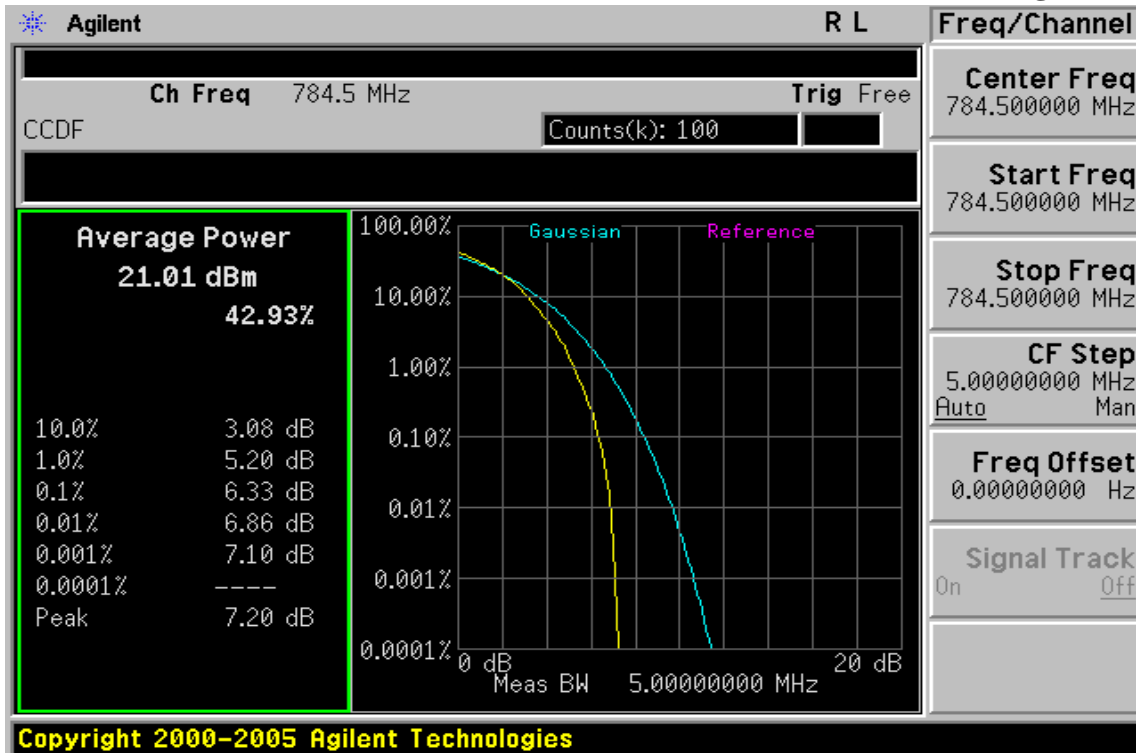 Agilent R L
Ch Freq 784.5 MHz Trig Free
CCDF Counts(k): 100
Average Power
21.01 dBm
42.93%
10.0% 3.08 dB
1.0% 5.20 dB
0.1% 6.33 dB
0.01% 6.86 dB
0.001% 7.10 dB
0.0001% ----
Peak 7.20 dB
Gaussian Reference
100.00%
10.00%
1.00%
0.10%
0.01%
0.001%
0.0001%
0 dB 20 dB
Meas BW 5.00000000 MHz
Freq/Channel
Center Freq
784.500000 MHz
Start Freq
784.500000 MHz
Stop Freq
784.500000 MHz
CF Step
5.00000000 MHz
Auto Man
Freq Offset
0.00000000 Hz
Signal Track
On Off
Copyright 2000-2005 Agilent Technologies